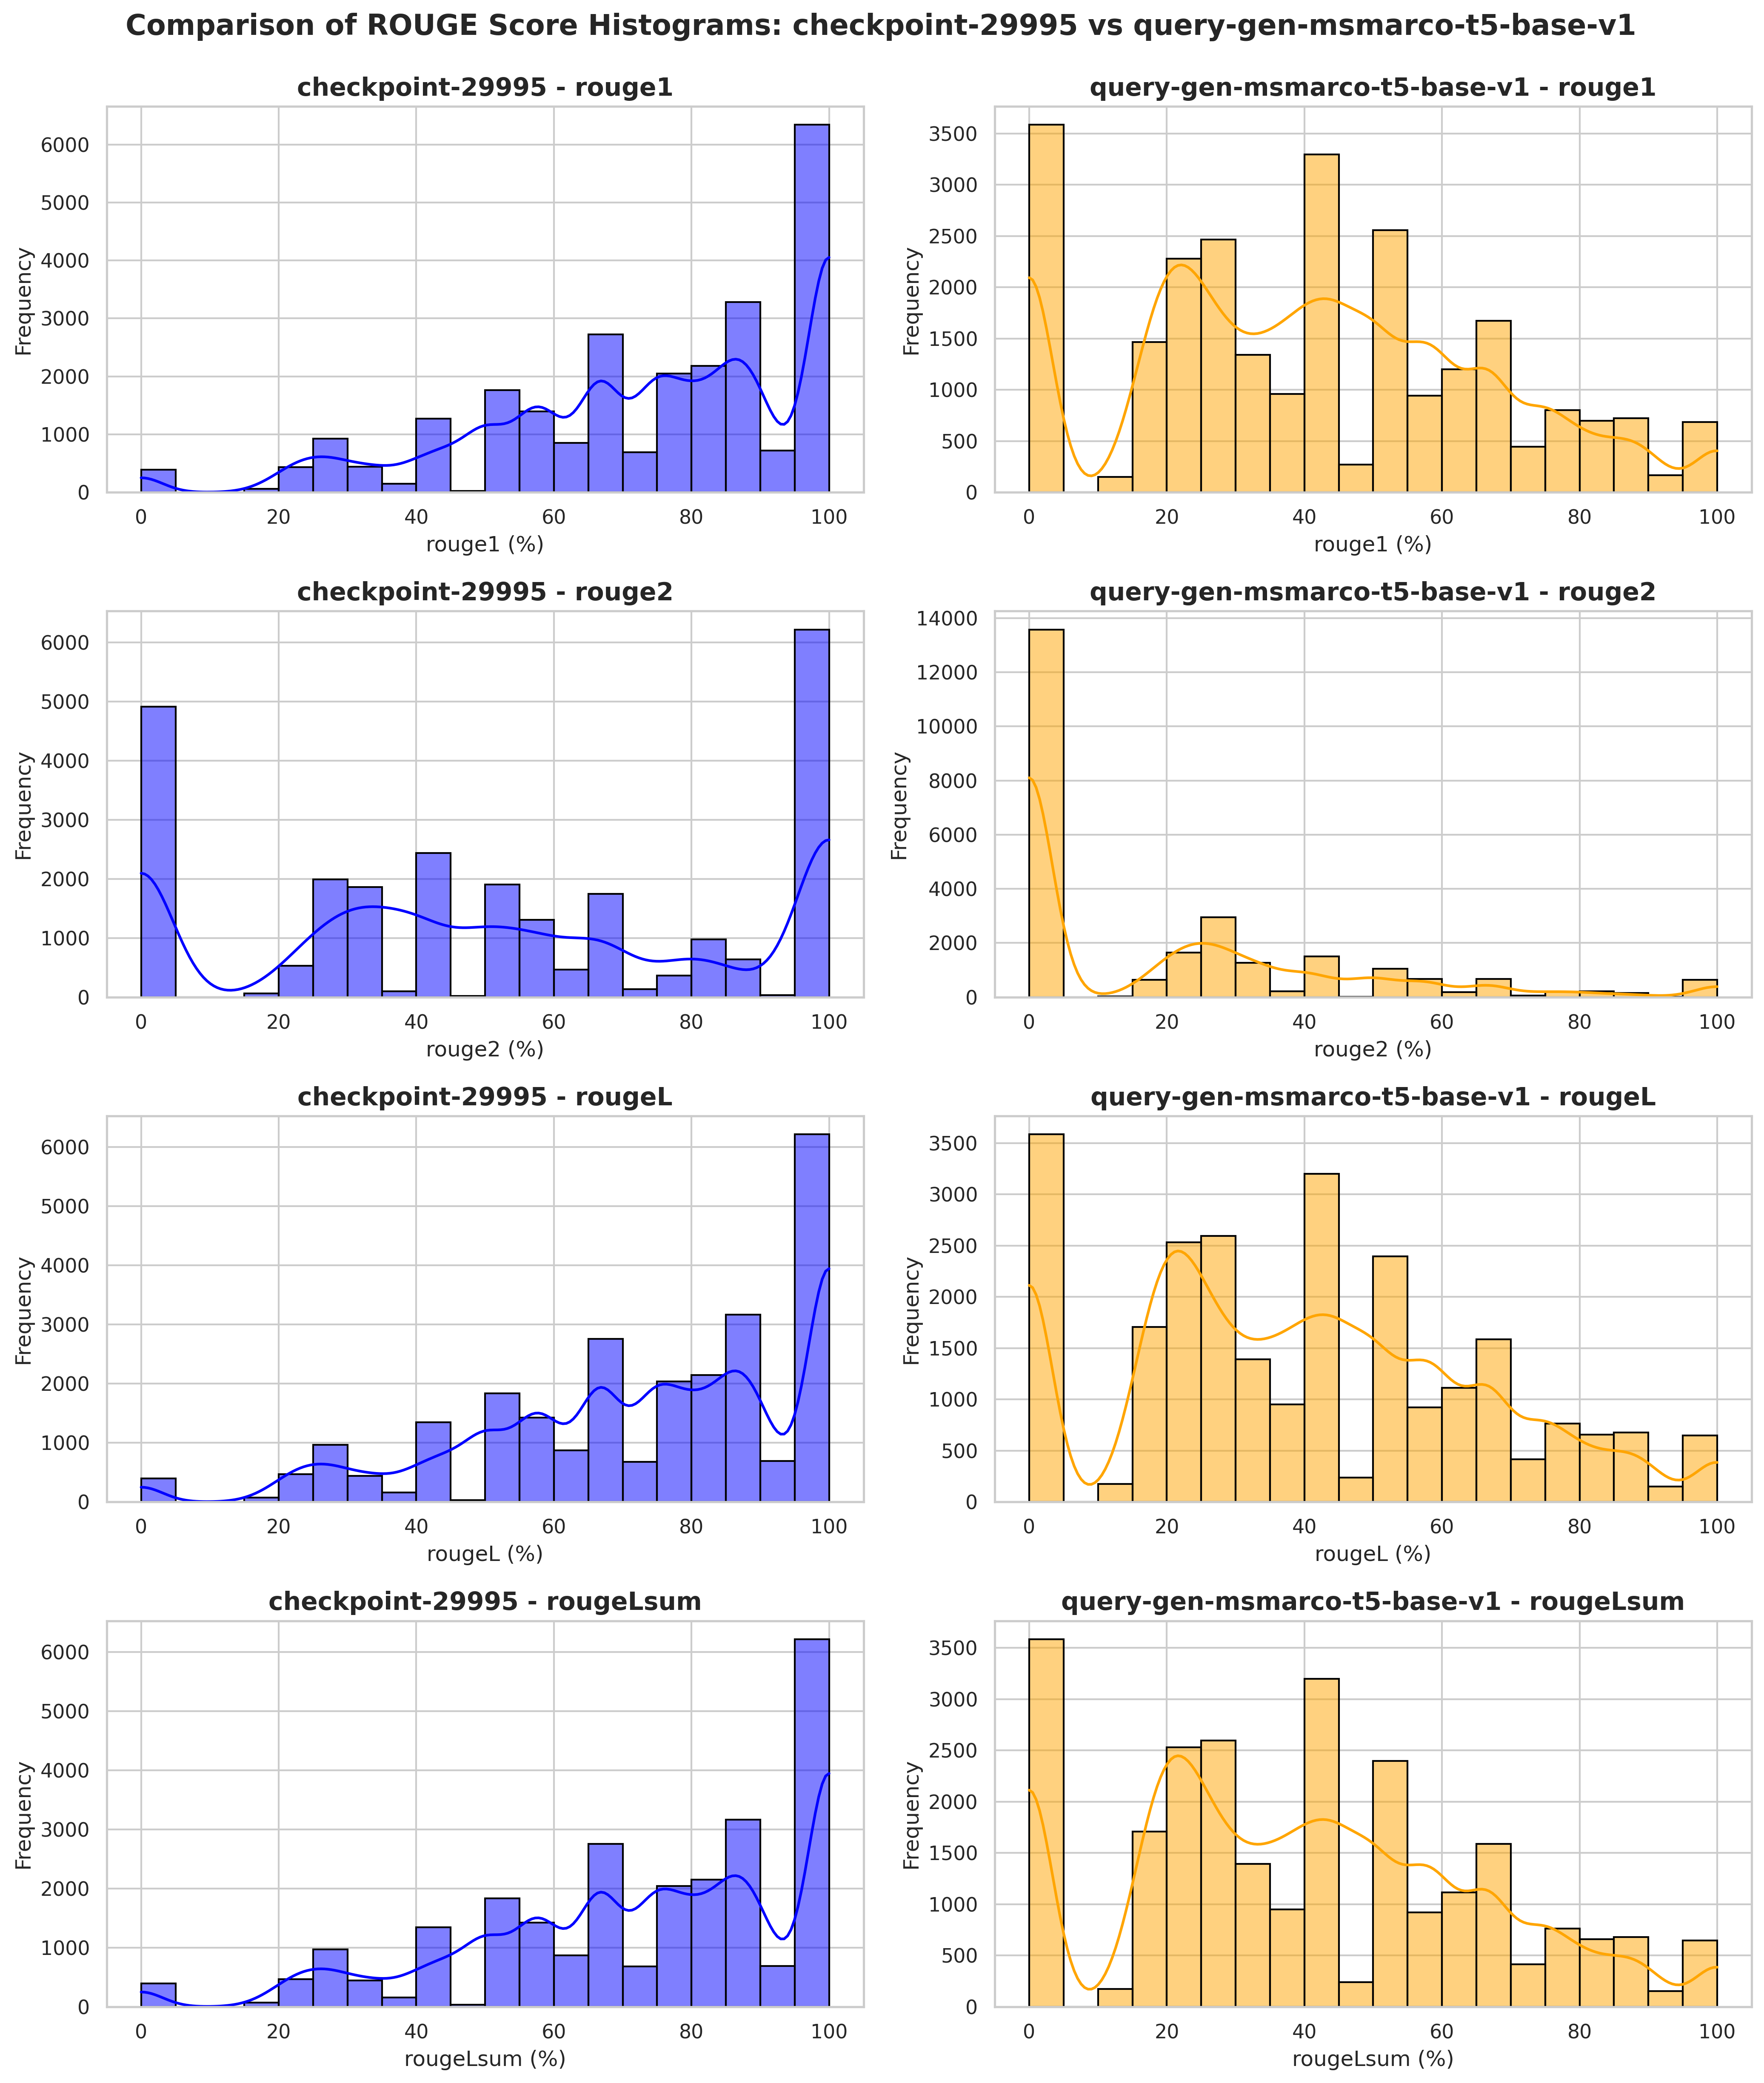 Comparison of ROUGE Score Histograms: checkpoint-29995 vs query-gen-msmarco-t5-base-v1
checkpoint-29995 - rouge1
6000
5000
4000
3000
2000
1000
0
Frequency
0 20 40 60 80 100
rouge1 (%)
query-gen-msmarco-t5-base-v1 - rouge1
3500
3000
2500
2000
1500
1000
500
0
Frequency
0 20 40 60 80 100
rouge1 (%)
checkpoint-29995 - rouge2
6000
5000
4000
3000
2000
1000
0
Frequency
0 20 40 60 80 100
rouge2 (%)
query-gen-msmarco-t5-base-v1 - rouge2
14000
12000
10000
8000
6000
4000
2000
0
Frequency
0 20 40 60 80 100
rouge2 (%)
checkpoint-29995 - rougeL
6000
5000
4000
3000
2000
1000
0
Frequency
0 20 40 60 80 100
rougeL (%)
query-gen-msmarco-t5-base-v1 - rougeL
3500
3000
2500
2000
1500
1000
500
0
Frequency
0 20 40 60 80 100
rougeL (%)
checkpoint-29995 - rougeLsum
6000
5000
4000
3000
2000
1000
0
Frequency
0 20 40 60 80 100
rougeLsum (%)
query-gen-msmarco-t5-base-v1 - rougeLsum
3500
3000
2500
2000
1500
1000
500
0
Frequency
0 20 40 60 80 100
rougeLsum (%)